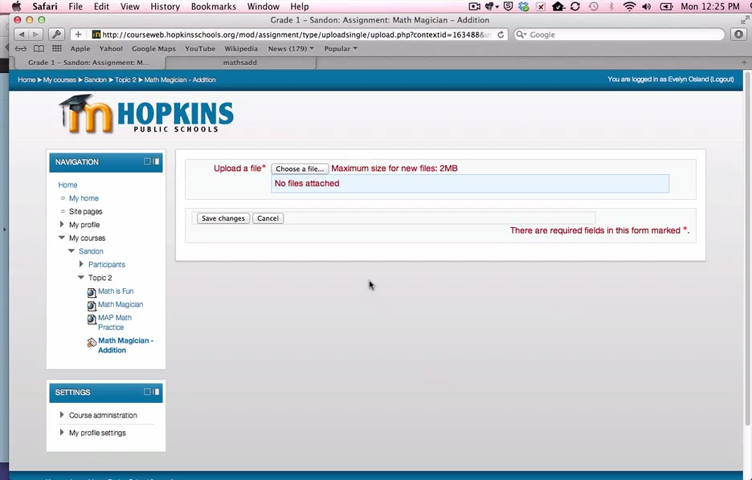 Safari File Edit View History Bookmarks Window Help Mon 12:25 PM
Grade 1 – Sandon: Assignment: Math Magician - Addition
http://courseweb.hopkinsschools.org/mod/assignment/type/uploadsingle/upload.php?contextid=163488&u Google
Apple Yahoo! Google Maps YouTube Wikipedia News (179) Popular
Grade 1 – Sandon: Assignment: M... mathsadd
Home ▶ My courses ▶ Sandon ▶ Topic 2 ▶ Math Magician - Addition You are logged in as Evelyn Osland (Logout)
m HOPKINS
PUBLIC SCHOOLS
NAVIGATION
Home
My home
Site pages
My profile
My courses
Sandon
Participants
Topic 2
Math is Fun
Math Magician
MAP Math
Practice
Math Magician -
Addition
SETTINGS
Course administration
My profile settings
Upload a file* Choose a file... Maximum size for new files: 2MB
No files attached
Save changes Cancel
There are required fields in this form marked *.